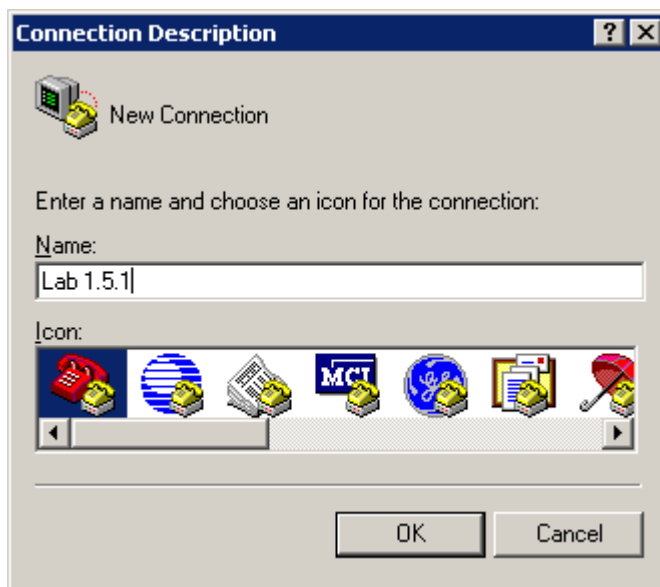 Connection Description
New Connection
Enter a name and choose an icon for the connection:
Name:
Lab 1.5.1
Icon:
MCI
OK Cancel